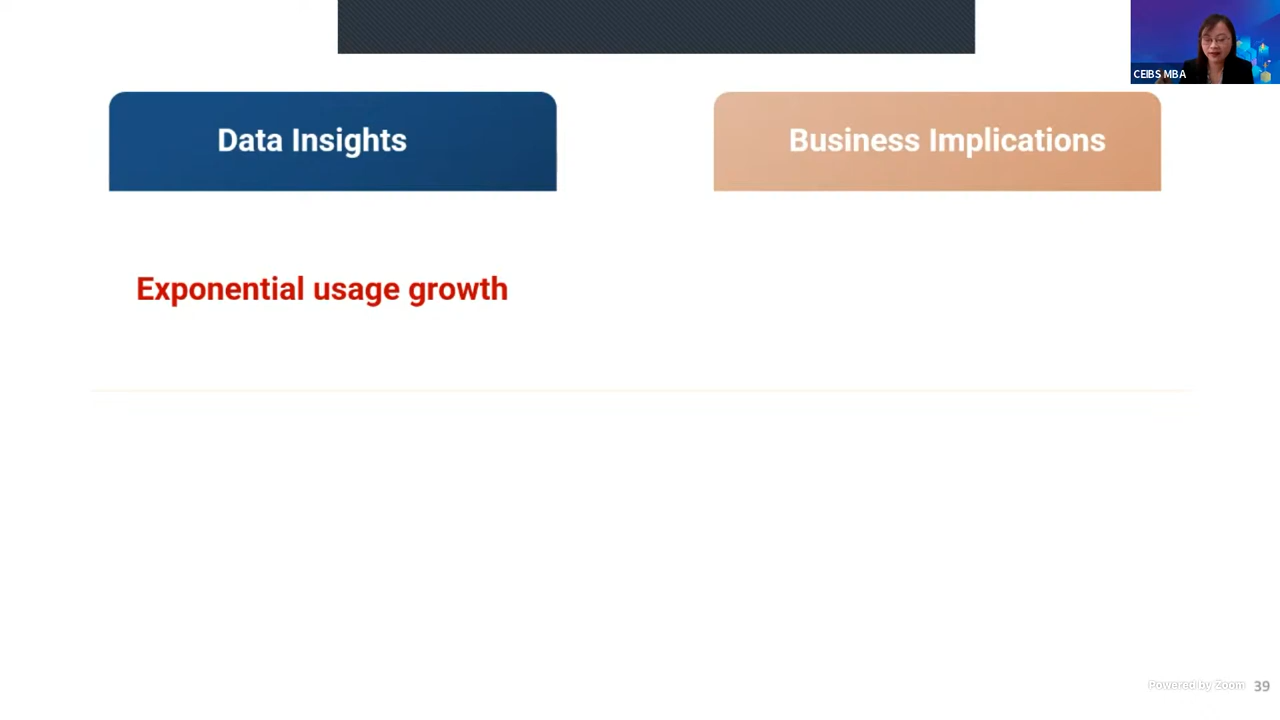 CEIBS MBA
Data Insights
Business Implications
Exponential usage growth
Powered by Zoom
39